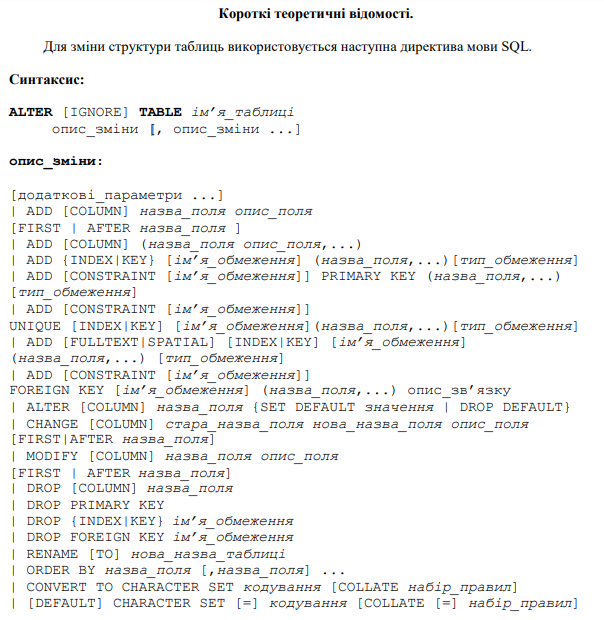 Короткі теоретичні відомості.
Для зміни структури таблиць використовується наступна директива мови SQL.
Синтаксис:
ALTER [IGNORE] TABLE ім’я_таблиці
опис_зміни [, опис_зміни ...]
опис_зміни:
[додаткові_параметри ...]
| ADD [COLUMN] назва_поля опис_поля
[FIRST | AFTER назва_поля ]
| ADD [COLUMN] (назва_поля опис_поля,...)
| ADD {INDEX|KEY} [ім’я_обмеження] (назва_поля,...)[тип_обмеження]
| ADD [CONSTRAINT [ім’я_обмеження]] PRIMARY KEY (назва_поля,...)
[тип_обмеження]
| ADD [CONSTRAINT [ім’я_обмеження]]
UNIQUE [INDEX|KEY] [ім’я_обмеження](назва_поля,...)[тип_обмеження]
| ADD [FULLTEXT|SPATIAL] [INDEX|KEY] [ім’я_обмеження]
(назва_поля,...) [тип_обмеження]
| ADD [CONSTRAINT [ім’я_обмеження]]
FOREIGN KEY [ім’я_обмеження] (назва_поля,...) опис_зв’язку
| ALTER [COLUMN] назва_поля {SET DEFAULT значення | DROP DEFAULT}
| CHANGE [COLUMN] стара_назва_поля нова_назва_поля опис_поля
[FIRST|AFTER назва_поля]
| MODIFY [COLUMN] назва_поля опис_поля
[FIRST | AFTER назва_поля]
| DROP [COLUMN] назва_поля
| DROP PRIMARY KEY
| DROP {INDEX|KEY} ім’я_обмеження
| DROP FOREIGN KEY ім’я_обмеження
| RENAME [TO] нова_назва_таблиці
| ORDER BY назва_поля [,назва_поля] ...
| CONVERT TO CHARACTER SET кодування [COLLATE набір_правил]
| [DEFAULT] CHARACTER SET [=] кодування [COLLATE [=] набір_правил]